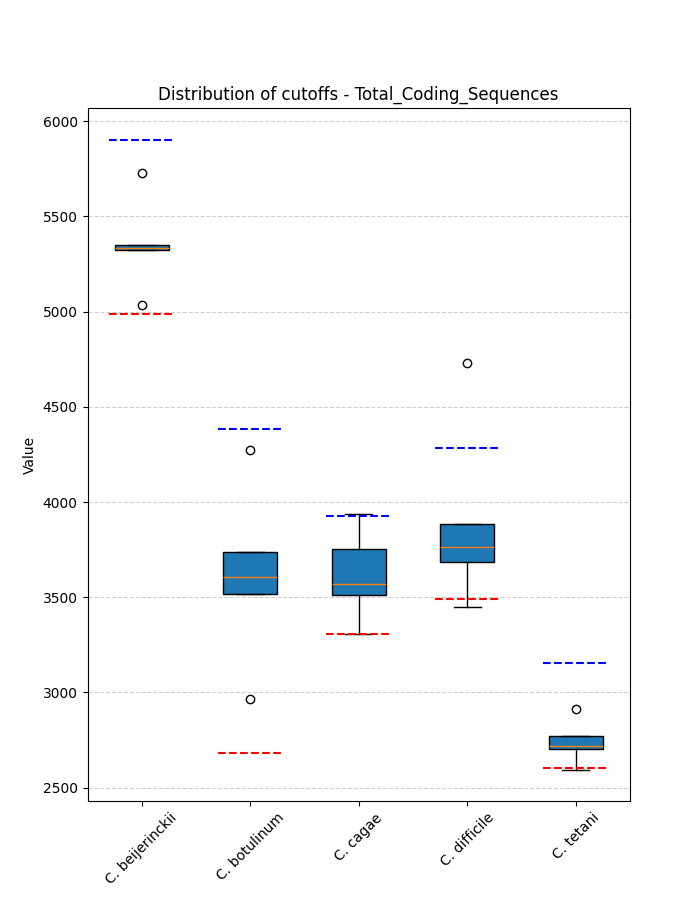 Distribution of cutoffs - Total_Coding_Sequences
6000
5500
5000
4500
4000
3500
3000
2500
Value
C. beijerinckii
C. botulinum
C. cagae
C. difficile
C. tetani